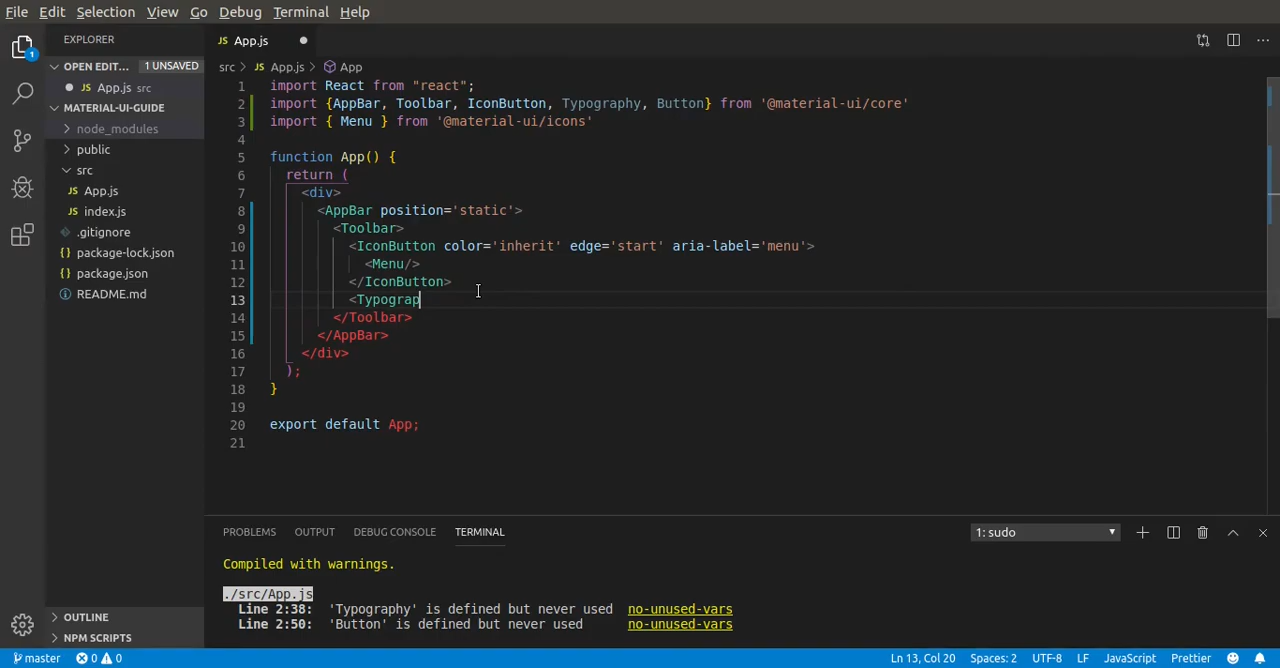 File Edit Selection View Go Debug Terminal Help
EXPLORER
OPEN EDIT... 1 UNSAVED
App.js src
MATERIAL-UI-GUIDE
node_modules
public
src
JS App.js
JS index.js
.gitignore
{} package-lock.json
{} package.json
README.md
OUTLINE
NPM SCRIPTS
1
JS App.js
src > JS App.js > App
1 import React from "react";
2 import {AppBar, Toolbar, IconButton, Typography, Button} from '@material-ui/core'
3 import { Menu } from '@material-ui/icons'
4
5 function App() {
6 return (
7 <div>
8 <AppBar position='static'>
9 <Toolbar>
10 <IconButton color='inherit' edge='start' aria-label='menu'>
11 <Menu/>
12 </IconButton>
13 <Typograp
14 </Toolbar>
15 </AppBar>
16 </div>
17 );
18 }
19
20 export default App;
21
PROBLEMS OUTPUT DEBUG CONSOLE TERMINAL 1: sudo
Compiled with warnings.
./src/App.js
Line 2:38: 'Typography' is defined but never used no-unused-vars
Line 2:50: 'Button' is defined but never used no-unused-vars
master 0 0 Ln 13, Col 20 Spaces: 2 UTF-8 LF JavaScript Prettier